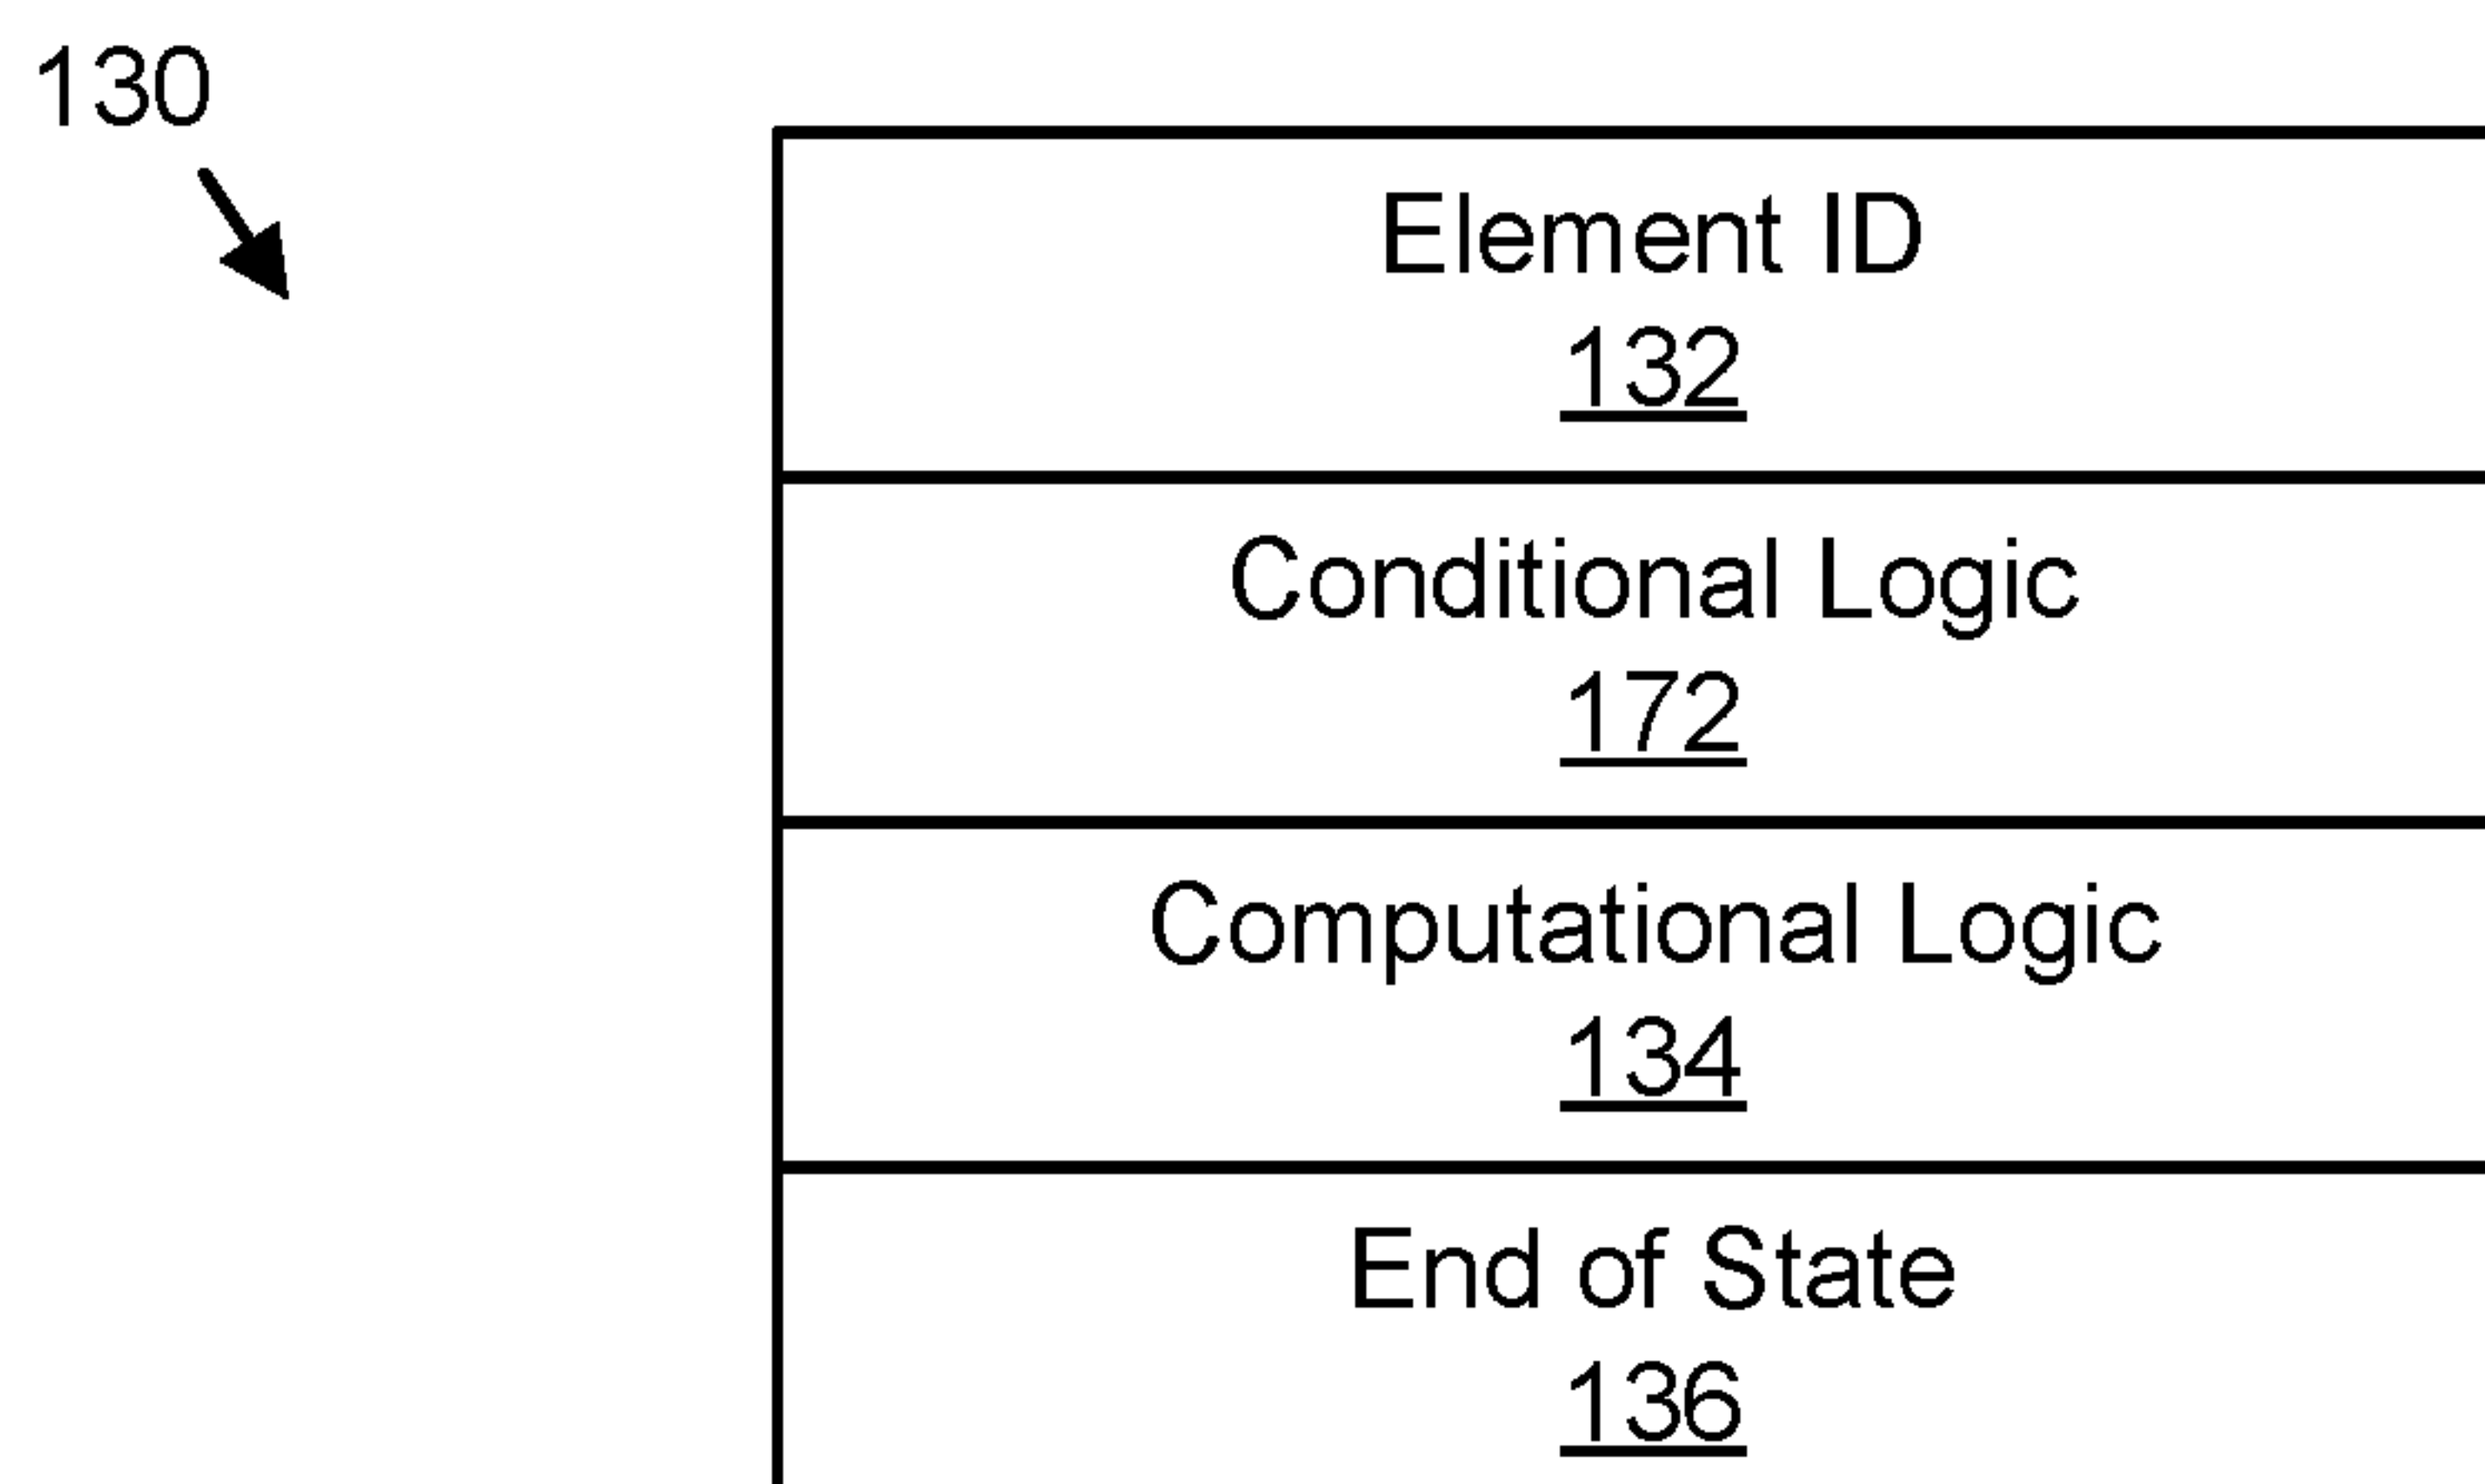 130
Element ID
132
Conditional Logic
172
Computational Logic
134
End of State
136